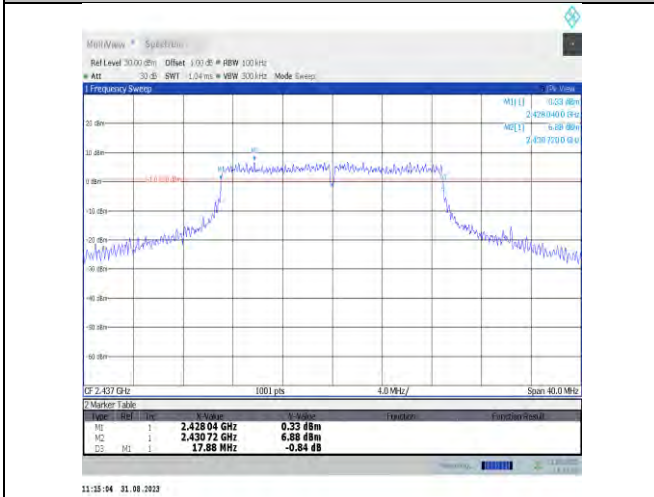 MultiView Spectrum
Ref Level 30.00 dBm Offset 1.00 dB RBW 100 kHz
Att 30 dB SWT 1.04 ms VBW 300 kHz Mode Sweep
1 Frequency Sweep
M1[1] 0.33 dBm
2.4280400 GHz
M2[1] 6.88 dBm
2.4307200 GHz
20 dBm
10 dBm
0 dBm
-10 dBm
-20 dBm
-30 dBm
-40 dBm
-50 dBm
-60 dBm
CF 2.437 GHz 1001 pts 4.0 MHz/ Span 40.0 MHz
2 Marker Table
Type Ref Trc X-Value Y-Value Function Function Result
M1 1 2.428 04 GHz 0.33 dBm
M2 1 2.430 72 GHz 6.88 dBm
D3 M1 1 17.88 MHz -0.84 dB
11:15:04 31.08.2023